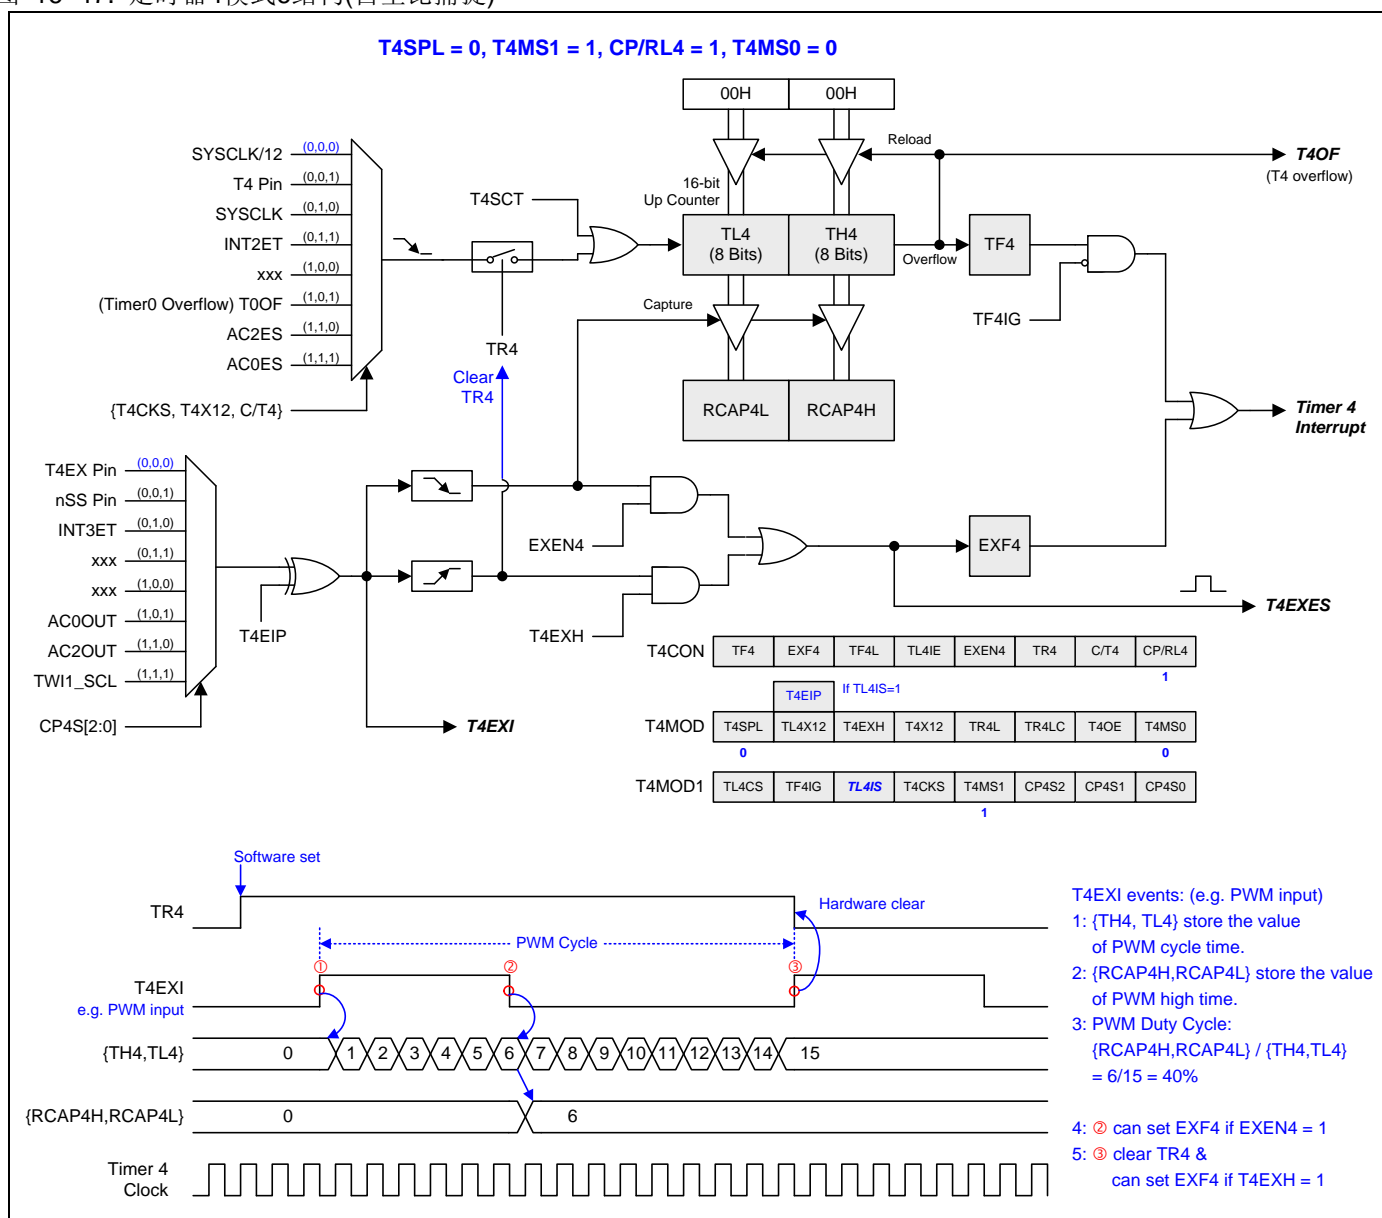 T4SPL = 0, T4MS1 = 1, CP/RL4 = 1, T4MS0 = 0
00H 00H
Reload
T4OF
(T4 overflow)
SYSCLK/12 (0,0,0)
T4 Pin (0,0,1)
SYSCLK (0,1,0)
INT2ET (0,1,1)
xxx (1,0,0)
(Timer0 Overflow) T0OF (1,0,1)
AC2ES (1,1,0)
AC0ES (1,1,1)
{T4CKS, T4X12, C/T4}
T4SCT
16-bit
Up Counter
TL4
(8 Bits)
TH4
(8 Bits)
Overflow
TF4
TF4IG
TR4
Clear
TR4
Capture
RCAP4L RCAP4H
Timer 4
Interrupt
T4EX Pin (0,0,0)
nSS Pin (0,0,1)
INT3ET (0,1,0)
xxx (0,1,1)
xxx (1,0,0)
AC0OUT (1,0,1)
AC2OUT (1,1,0)
TWI1_SCL (1,1,1)
CP4S[2:0]
T4EIP
EXEN4
T4EXH
EXF4
T4EXES
T4EXI
T4CON TF4 EXF4 TF4L TL4IE EXEN4 TR4 C/T4 CP/RL4
1
T4EIP If TL4IS=1
T4MOD T4SPL TL4X12 T4EXH T4X12 TR4L TR4LC T4OE T4MS0
0 0
T4MOD1 TL4CS TF4IG TL4IS T4CKS T4MS1 CP4S2 CP4S1 CP4S0
1
Software set
TR4
Hardware clear
PWM Cycle
① ② ③
T4EXI
e.g. PWM input
{TH4,TL4} 0 1 2 3 4 5 6 7 8 9 10 11 12 13 14 15
{RCAP4H,RCAP4L} 0 6
Timer 4
Clock
T4EXI events: (e.g. PWM input)
1: {TH4, TL4} store the value
of PWM cycle time.
2: {RCAP4H,RCAP4L} store the value
of PWM high time.
3: PWM Duty Cycle:
{RCAP4H,RCAP4L} / {TH4,TL4}
= 6/15 = 40%
4: ② can set EXF4 if EXEN4 = 1
5: ③ clear TR4 &
can set EXF4 if T4EXH = 1